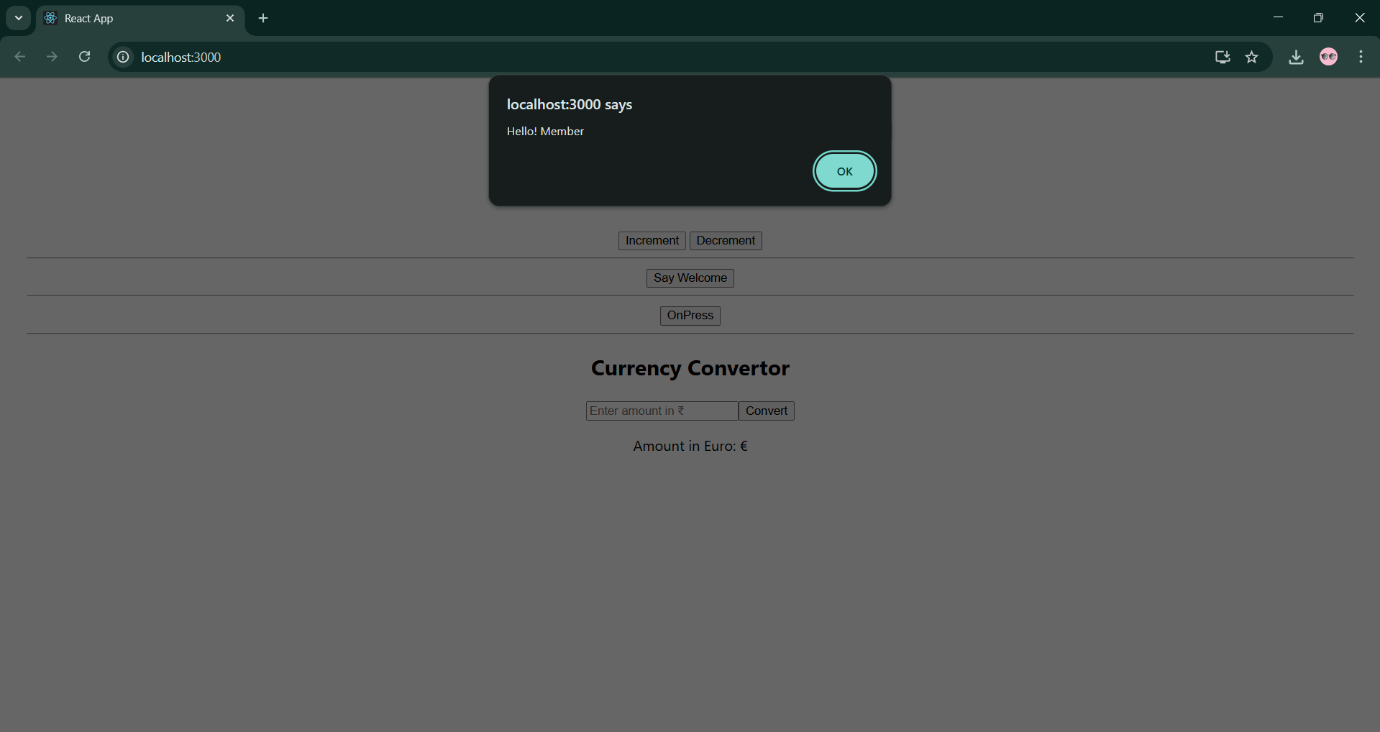 React App
localhost:3000
localhost:3000 says
Hello! Member
OK
Increment Decrement
Say Welcome
OnPress
Currency Convertor
Enter amount in ₹ Convert
Amount in Euro: €